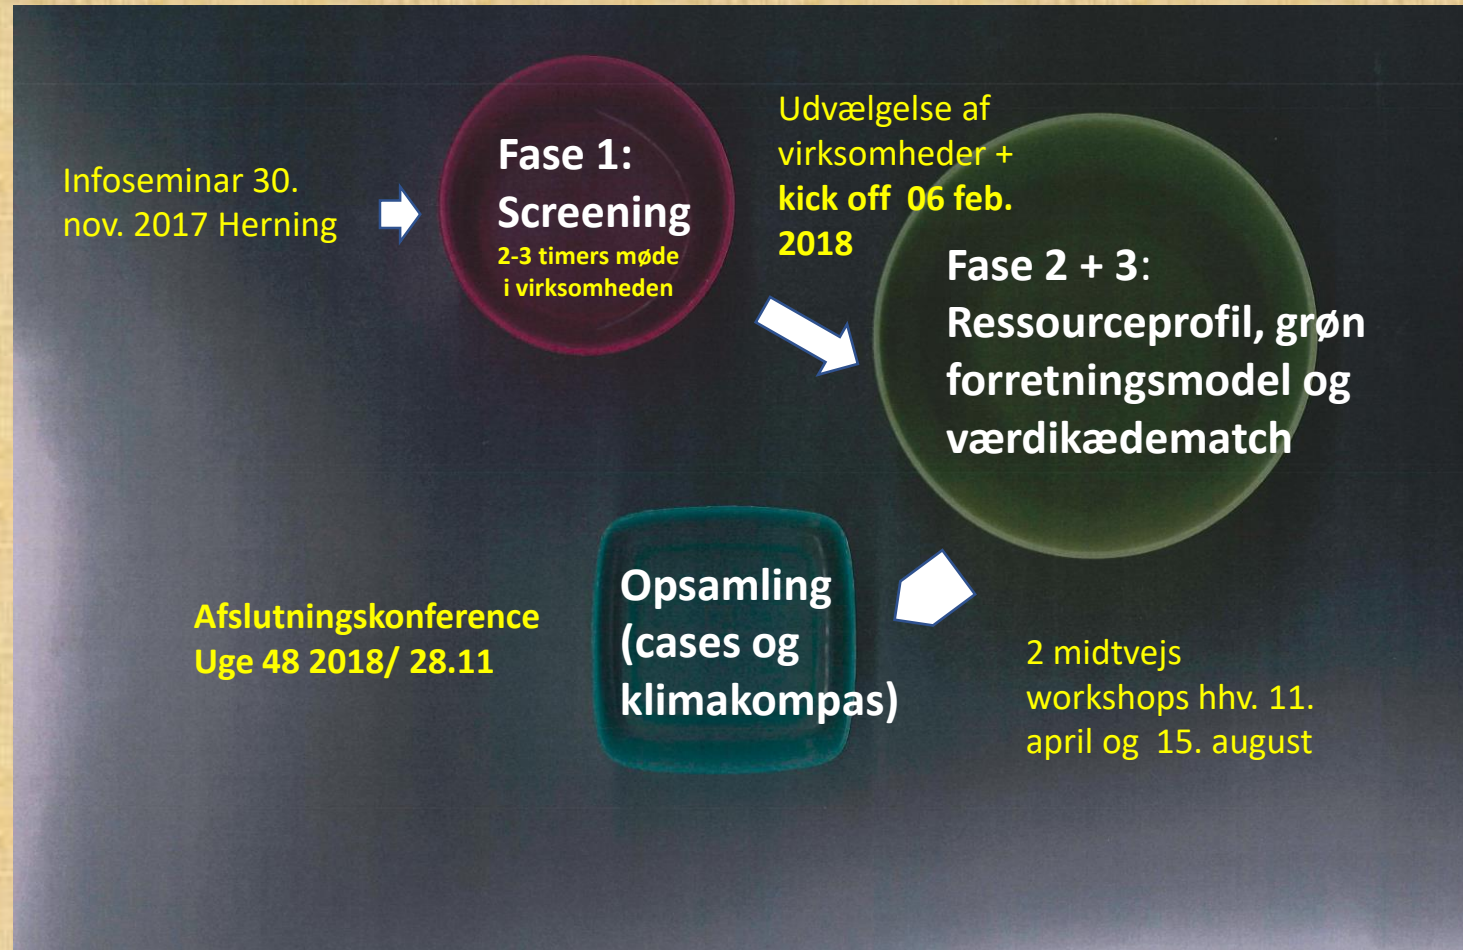 Infoseminar 30.
nov. 2017 Herning
Fase 1:
Screening
2-3 timers møde
i virksomheden
Udvælgelse af
virksomheder +
kick off 06 feb.
2018
Fase 2 + 3:
Ressourceprofil, grøn
forretningsmodel og
værdikædematch
2 midtvejs
workshops hhv. 11.
april og 15. august
Opsamling
(cases og
klimakompas)
Afslutningskonference
Uge 48 2018/ 28.11